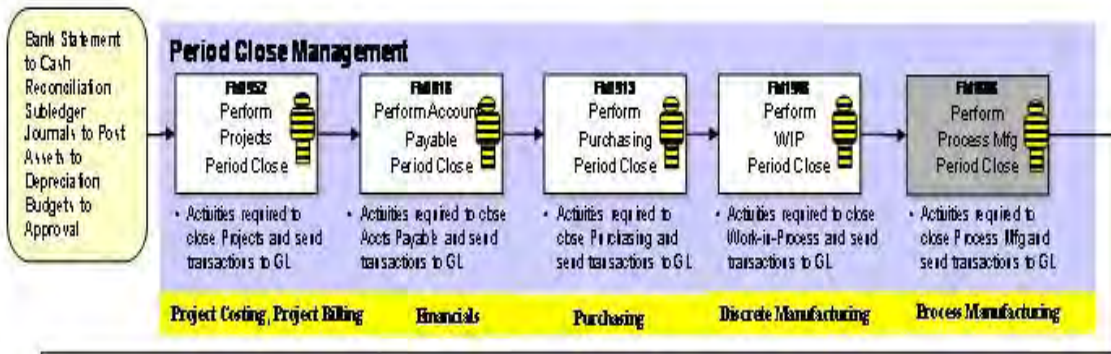 Bank Statement
to Cash
Reconciliation
Subledger
Journals to Post
Assets to
Depreciation
Budgets to
Approval
Period Close Management
Perform
Projects
Period Close
Perform Account
Payable
Period Close
Perform
Purchasing
Period Close
Perform
WIP
Period Close
Perform
Process Mfg
Period Close
• Activities required to
close Projects and send
transactions to GL
• Activities required to close
Accts Payable and send
transactions to GL
• Activities required to
close Purchasing and
send transactions to GL
• Activities required to close
Work-in-Process and send
transactions to GL
• Activities required to
close Process Mfg and
send transactions to GL
Project Costing, Project Billing
Financials
Purchasing
Discrete Manufacturing
Process Manufacturing